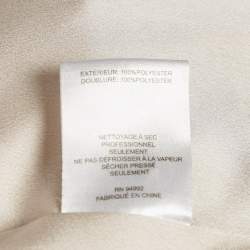 EXTERIEUR: 100%POLYESTER
DOUBLURE: 100%POLYESTER
NETTOYAGE À SEC
PROFESSIONNEL
SEULEMENT
NE PAS DÉFROISSER À LA VAPEUR
SÉCHER PRESSÉ
SEULEMENT
RN 94992
FABRIQUÉ EN CHINE